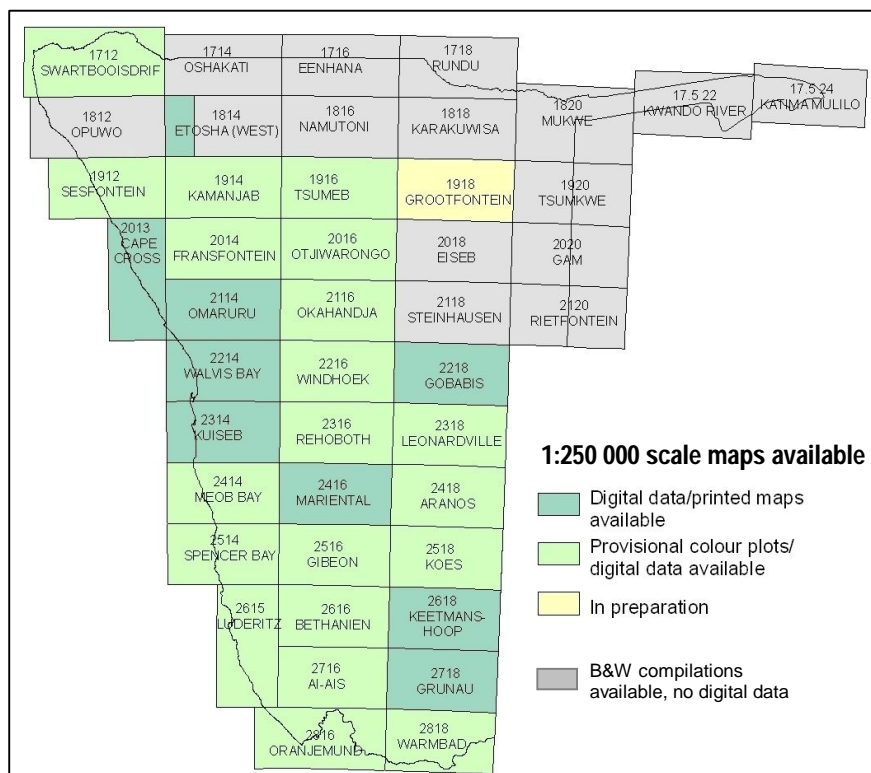 1712
SWARTBOOISDRIF
1714
OSHAKATI
1716
EENHANA
1718
RUNDU
17.5 22
KWANDO RIVER
17.5 24
KATIMA MULILO
1812
OPUWO
1814
ETOSHA (WEST)
1816
NAMUTONI
1818
KARAKUWISA
1820
MUKWE
1912
SESFONTEIN
1914
KAMANJAB
1916
TSUMEB
1918
GROOTFONTEIN
1920
TSUMKWE
2013
CAPE
CROSS
2014
FRANSFONTEIN
2016
OTJIWARONGO
2018
EISEB
2020
GAM
2114
OMARURU
2116
OKAHANDJA
2118
STEINHAUSEN
2120
RIETFONTEIN
2214
WALVIS BAY
2216
WINDHOEK
2218
GOBABIS
2314
KUISEB
2316
REHOBOTH
2318
LEONARDVILLE
2414
MEOB BAY
2416
MARIENTAL
2418
ARANOS
2514
SPENCER BAY
2516
GIBEON
2518
KOES
2615
LUDERITZ
2616
BETHANIEN
2618
KEETMANS-
HOOP
2716
AI-AIS
2718
GRUNAU
2816
ORANJEMUND
2818
WARMBAD
1:250 000 scale maps available
Digital data/printed maps
available
Provisional colour plots/
digital data available
In preparation
B&W compilations
available, no digital data